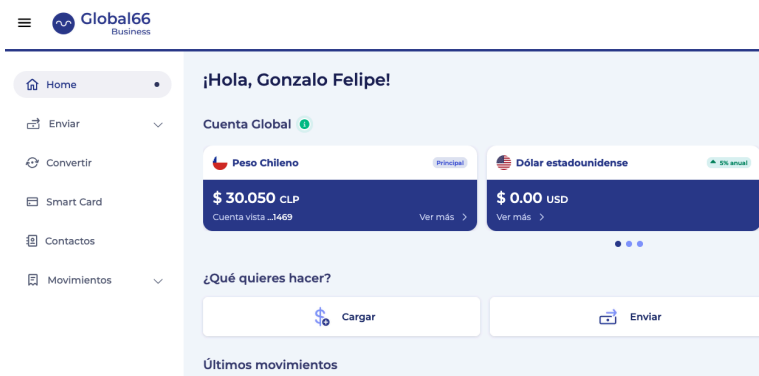 Global66
Business
Home
Enviar
Convertir
Smart Card
Contactos
Movimientos
¡Hola, Gonzalo Felipe!
Cuenta Global
Peso Chileno Principal
$ 30.050 CLP
Cuenta vista ...1469 Ver más
Dólar estadounidense 5% anual
$ 0.00 USD
Ver más
¿Qué quieres hacer?
Cargar
Enviar
Últimos movimientos